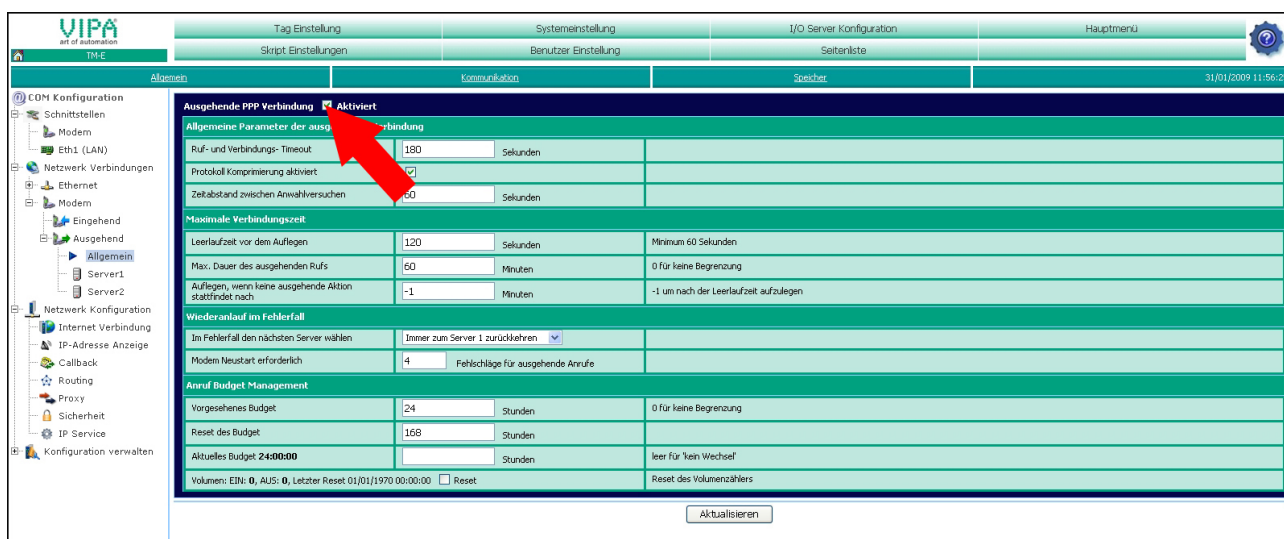 VIPA
art of automation
TM-E
Tag Einstellung
Systemeinstellung
I/O Server Konfiguration
Hauptmenü
Skript Einstellungen
Benutzer Einstellung
Seitenliste
Allgemein
Kommunikation
Speicher
31/01/2009 11:56:2
COM Konfiguration
Schnittstellen
Modem
Eth1 (LAN)
Netzwerk Verbindungen
Ethernet
Modem
Eingehend
Ausgehend
Allgemein
Server1
Server2
Netzwerk Konfiguration
Internet Verbindung
IP-Adresse Anzeige
Callback
Routing
Proxy
Sicherheit
IP Service
Konfiguration verwalten
Ausgehende PPP Verbindung Aktiviert
Allgemeine Parameter der ausg rbindung
Ruf- und Verbindungs- Timeout 180 Sekunden
Protokoll Komprimierung aktiviert
Zeitabstand zwischen Anwahlversuchen 60 Sekunden
Maximale Verbindungszeit
Leerlaufzeit vor dem Auflegen 120 Sekunden Minimum 60 Sekunden
Max. Dauer des ausgehenden Rufs 60 Minuten 0 für keine Begrenzung
Auflegen, wenn keine ausgehende Aktion
stattfindet nach -1 Minuten -1 um nach der Leerlaufzeit aufzulegen
Wiederanlauf im Fehlerfall
Im Fehlerfall den nächsten Server wählen Immer zum Server 1 zurückkehren
Modem Neustart erforderlich 4 Fehlschläge für ausgehende Anrufe
Anruf Budget Management
Vorgesehenes Budget 24 Stunden 0 für keine Begrenzung
Reset des Budget 168 Stunden
Aktuelles Budget 24:00:00 Stunden leer für 'kein Wechsel'
Volumen: EIN: 0, AUS: 0, Letzter Reset 01/01/1970 00:00:00 Reset Reset des Volumenzählers
Aktualisieren